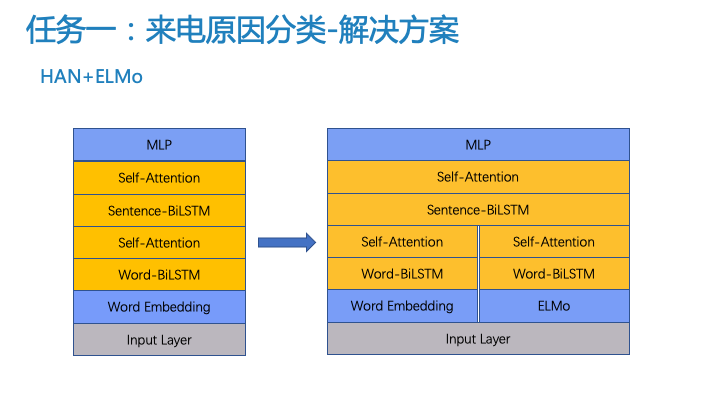 任务一：来电原因分类-解决方案
HAN+ELMo
MLP
Self-Attention
Sentence-BiLSTM
Self-Attention
Word-BiLSTM
Word Embedding
Input Layer
MLP
Self-Attention
Sentence-BiLSTM
Self-Attention
Self-Attention
Word-BiLSTM
Word-BiLSTM
Word Embedding
ELMo
Input Layer